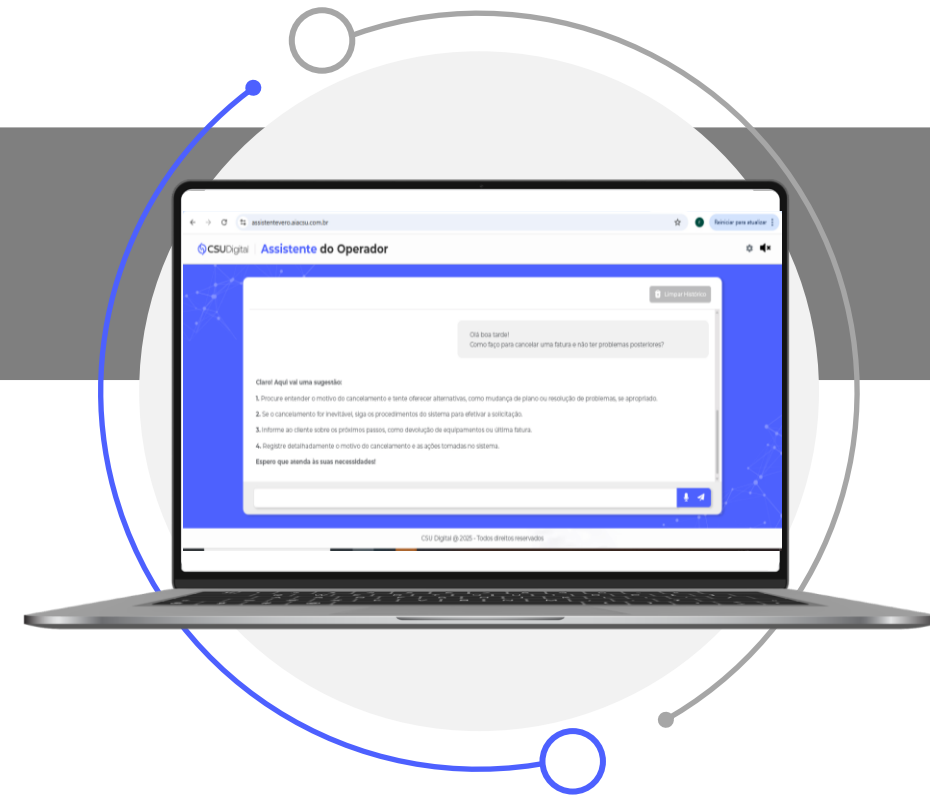 assistentevero.aiacsu.com.br
Reiniciar para atualizar
CSUDigital | Assistente do Operador
Limpar Histórico
Olá boa tarde!
Como faço para cancelar uma fatura e não ter problemas posteriores?
Claro! Aqui vai uma sugestão:
1. Procure entender o motivo do cancelamento e tente oferecer alternativas, como mudança de plano ou resolução de problemas, se apropriado.
2. Se o cancelamento for inevitável, siga os procedimentos do sistema para efetivar a solicitação.
3. Informe ao cliente sobre os próximos passos, como devolução de equipamentos ou última fatura.
4. Registre detalhadamente o motivo do cancelamento e as ações tomadas no sistema.
Espero que atenda às suas necessidades!
CSU Digital @ 2025 - Todos direitos reservados